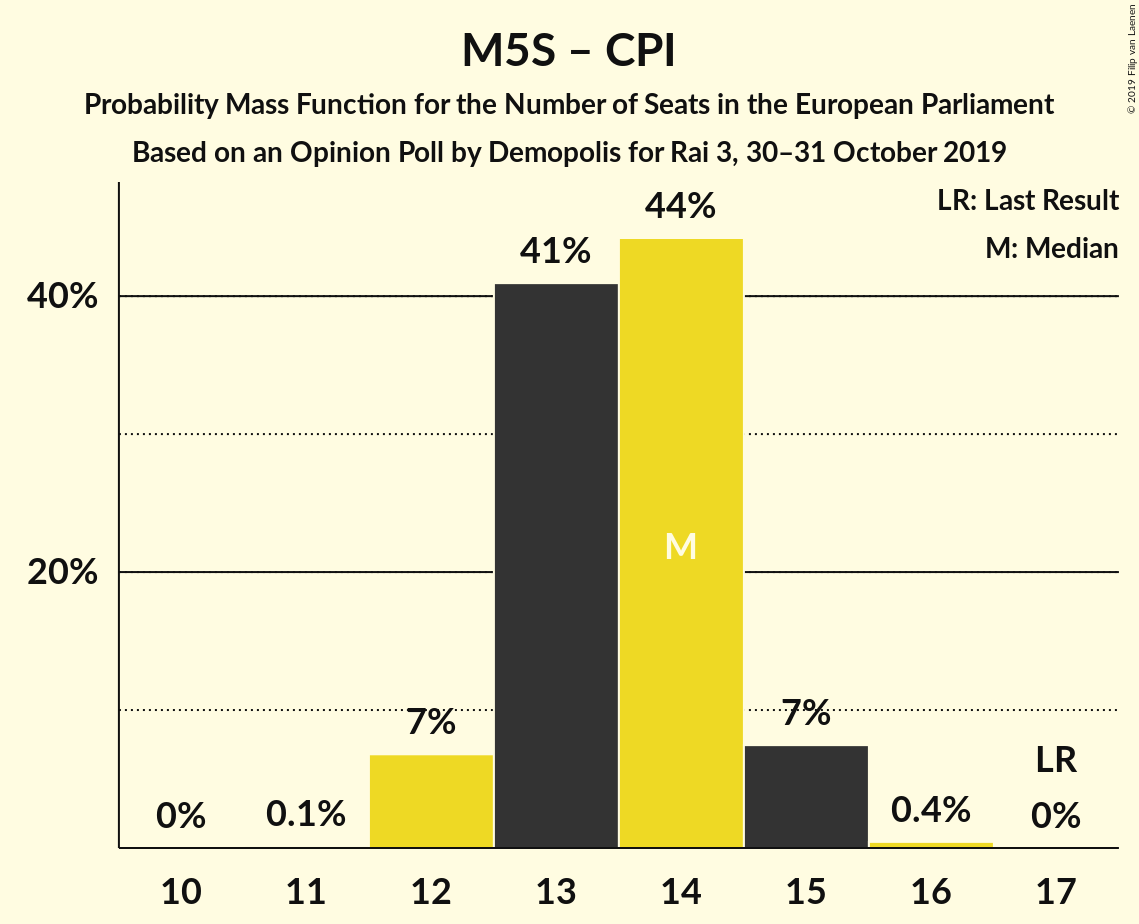 M5S – CPI
Probability Mass Function for the Number of Seats in the European Parliament
Based on an Opinion Poll by Demopolis for Rai 3, 30–31 October 2019
© 2019 Filip van Laenen
LR: Last Result
M: Median
44%
41%
40%
M
20%
7%
7%
LR
0%
0.1%
0.4%
0%
10 11 12 13 14 15 16 17